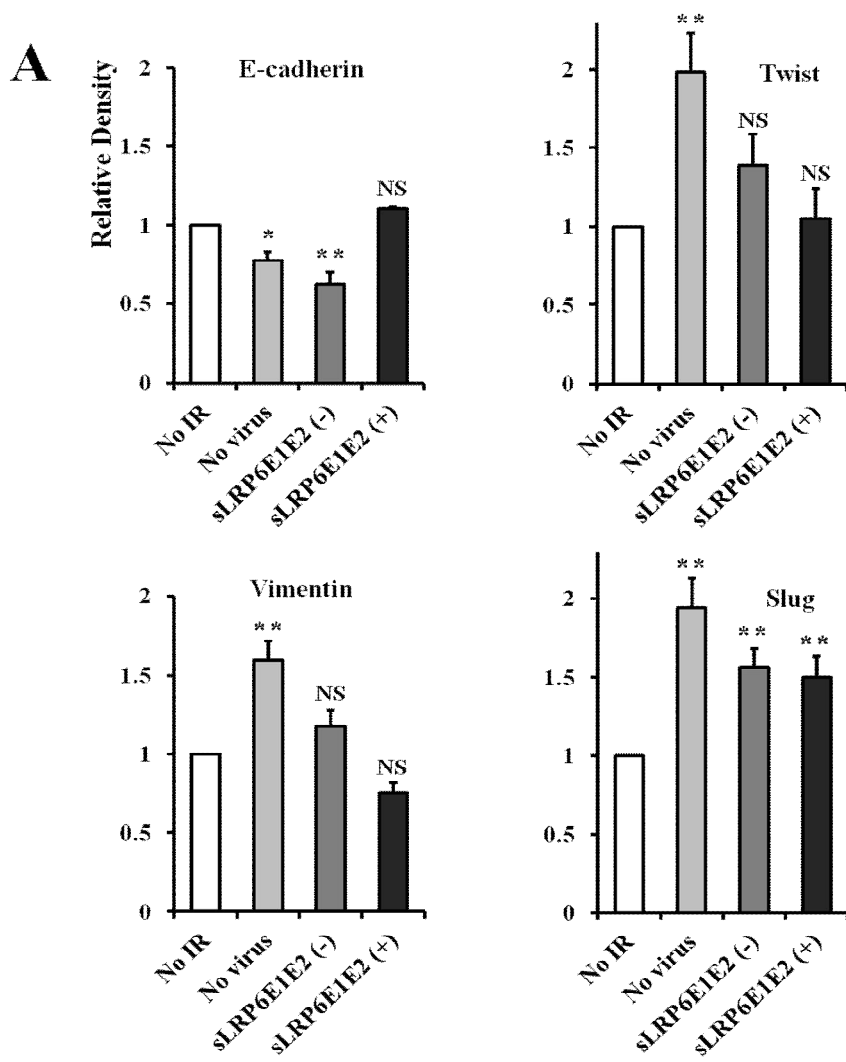 A
E-cadherin
Relative Density
2
1.5
1
0.5
0
*
**
NS
No IR
No virus
sLRP6E1E2 (-)
sLRP6E1E2 (+)
Twist
2
1.5
1
0.5
0
**
NS
NS
No IR
No virus
sLRP6E1E2 (-)
sLRP6E1E2 (+)
Vimentin
2
1.5
1
0.5
0
**
NS
NS
No IR
No virus
sLRP6E1E2 (-)
sLRP6E1E2 (+)
Slug
2
1.5
1
0.5
0
**
**
**
No IR
No virus
sLRP6E1E2 (-)
sLRP6E1E2 (+)